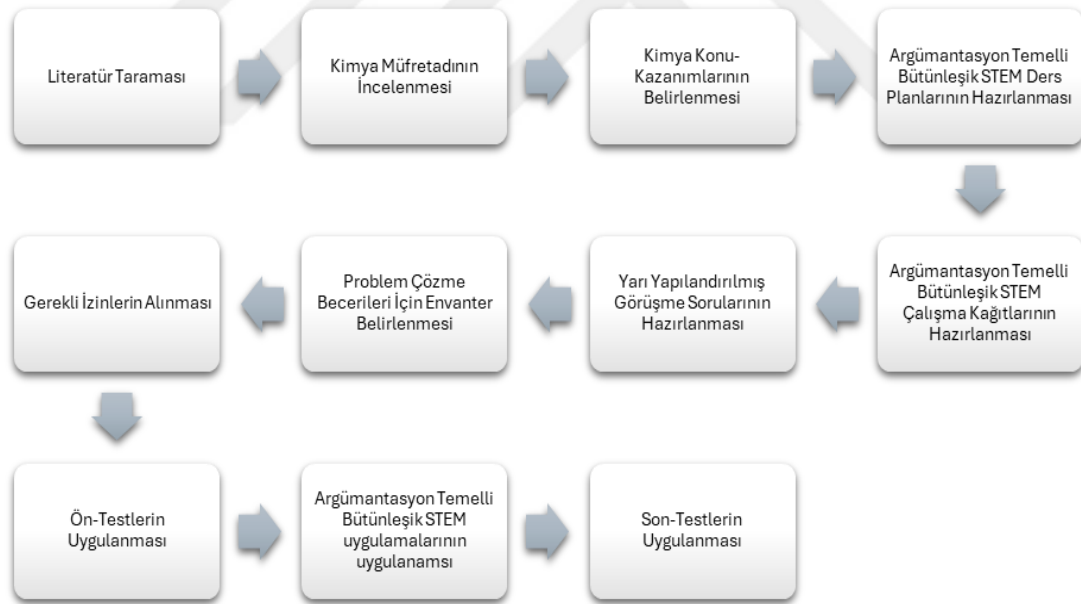 Literatür Taraması
Kimya Müfretadının
İncelenmesi
Kimya Konu-
Kazanımlarının
Belirlenmesi
Argümantasyon Temelli
Bütünleşik STEM Ders
Planlarının Hazırlanması
Argümantasyon Temelli
Bütünleşik STEM
Çalışma Kağıtlarının
Hazırlanması
Yarı Yapılandırılmış
Görüşme Sorularının
Hazırlanması
Problem Çözme
Becerileri İçin Envanter
Belirlenmesi
Gerekli İzinlerin Alınması
Ön-Testlerin
Uygulanması
Argümantasyon Temelli
Bütünleşik STEM
uygulamalarının
uygulanamsı
Son-Testlerin
Uygulanması